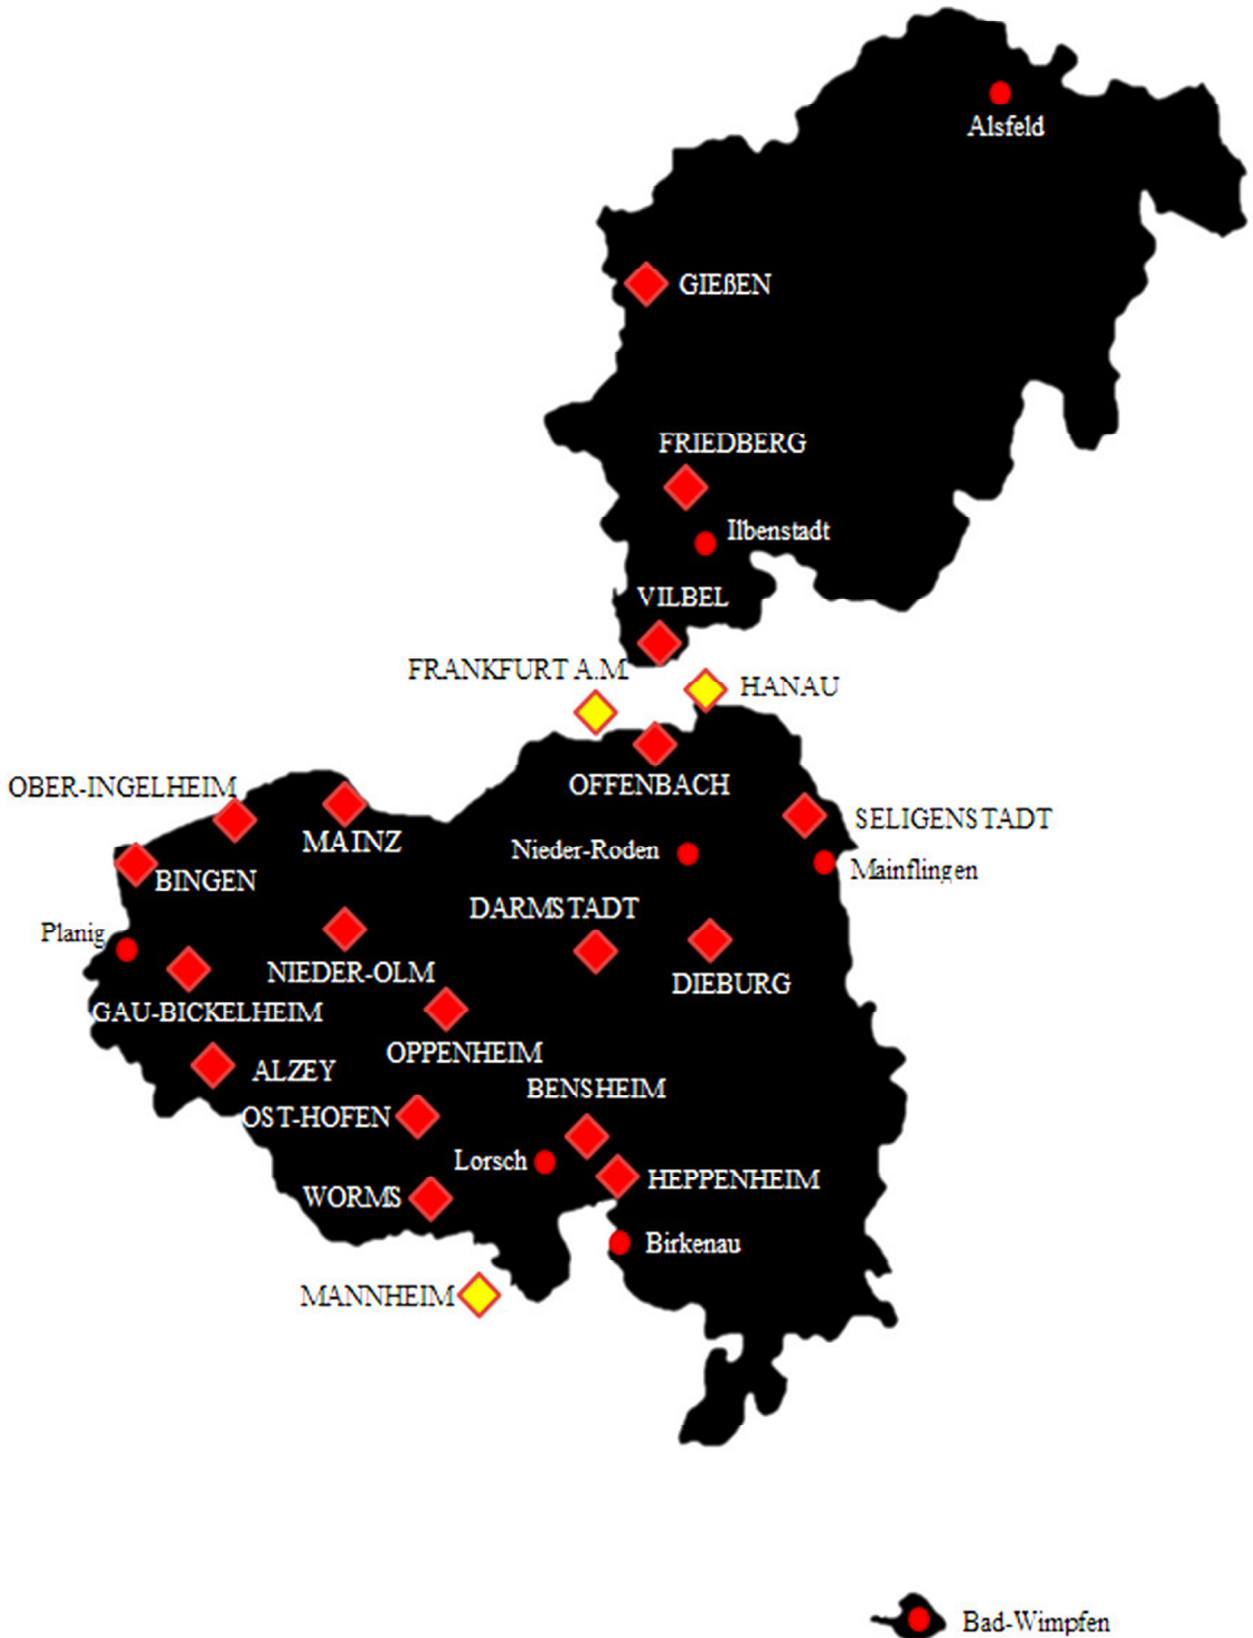 Alsfeld
GIEßEN
FRIEDBERG
Ilbenstadt
VILBEL
FRANKFURT A.M
HANAU
OFFENBACH
OBER-INGELHEIM
MAINZ
SELIGENSTADT
Nieder-Roden
Mainflingen
BINGEN
DARMSTADT
Planig
NIEDER-OLM
DIEBURG
GAU-BICKELHEIM
OPPENHEIM
ALZEY
BENSHEIM
OST-HOFEN
Lorsch
HEPPENHEIM
WORMS
Birkenau
MANNHEIM
Bad-Wimpfen